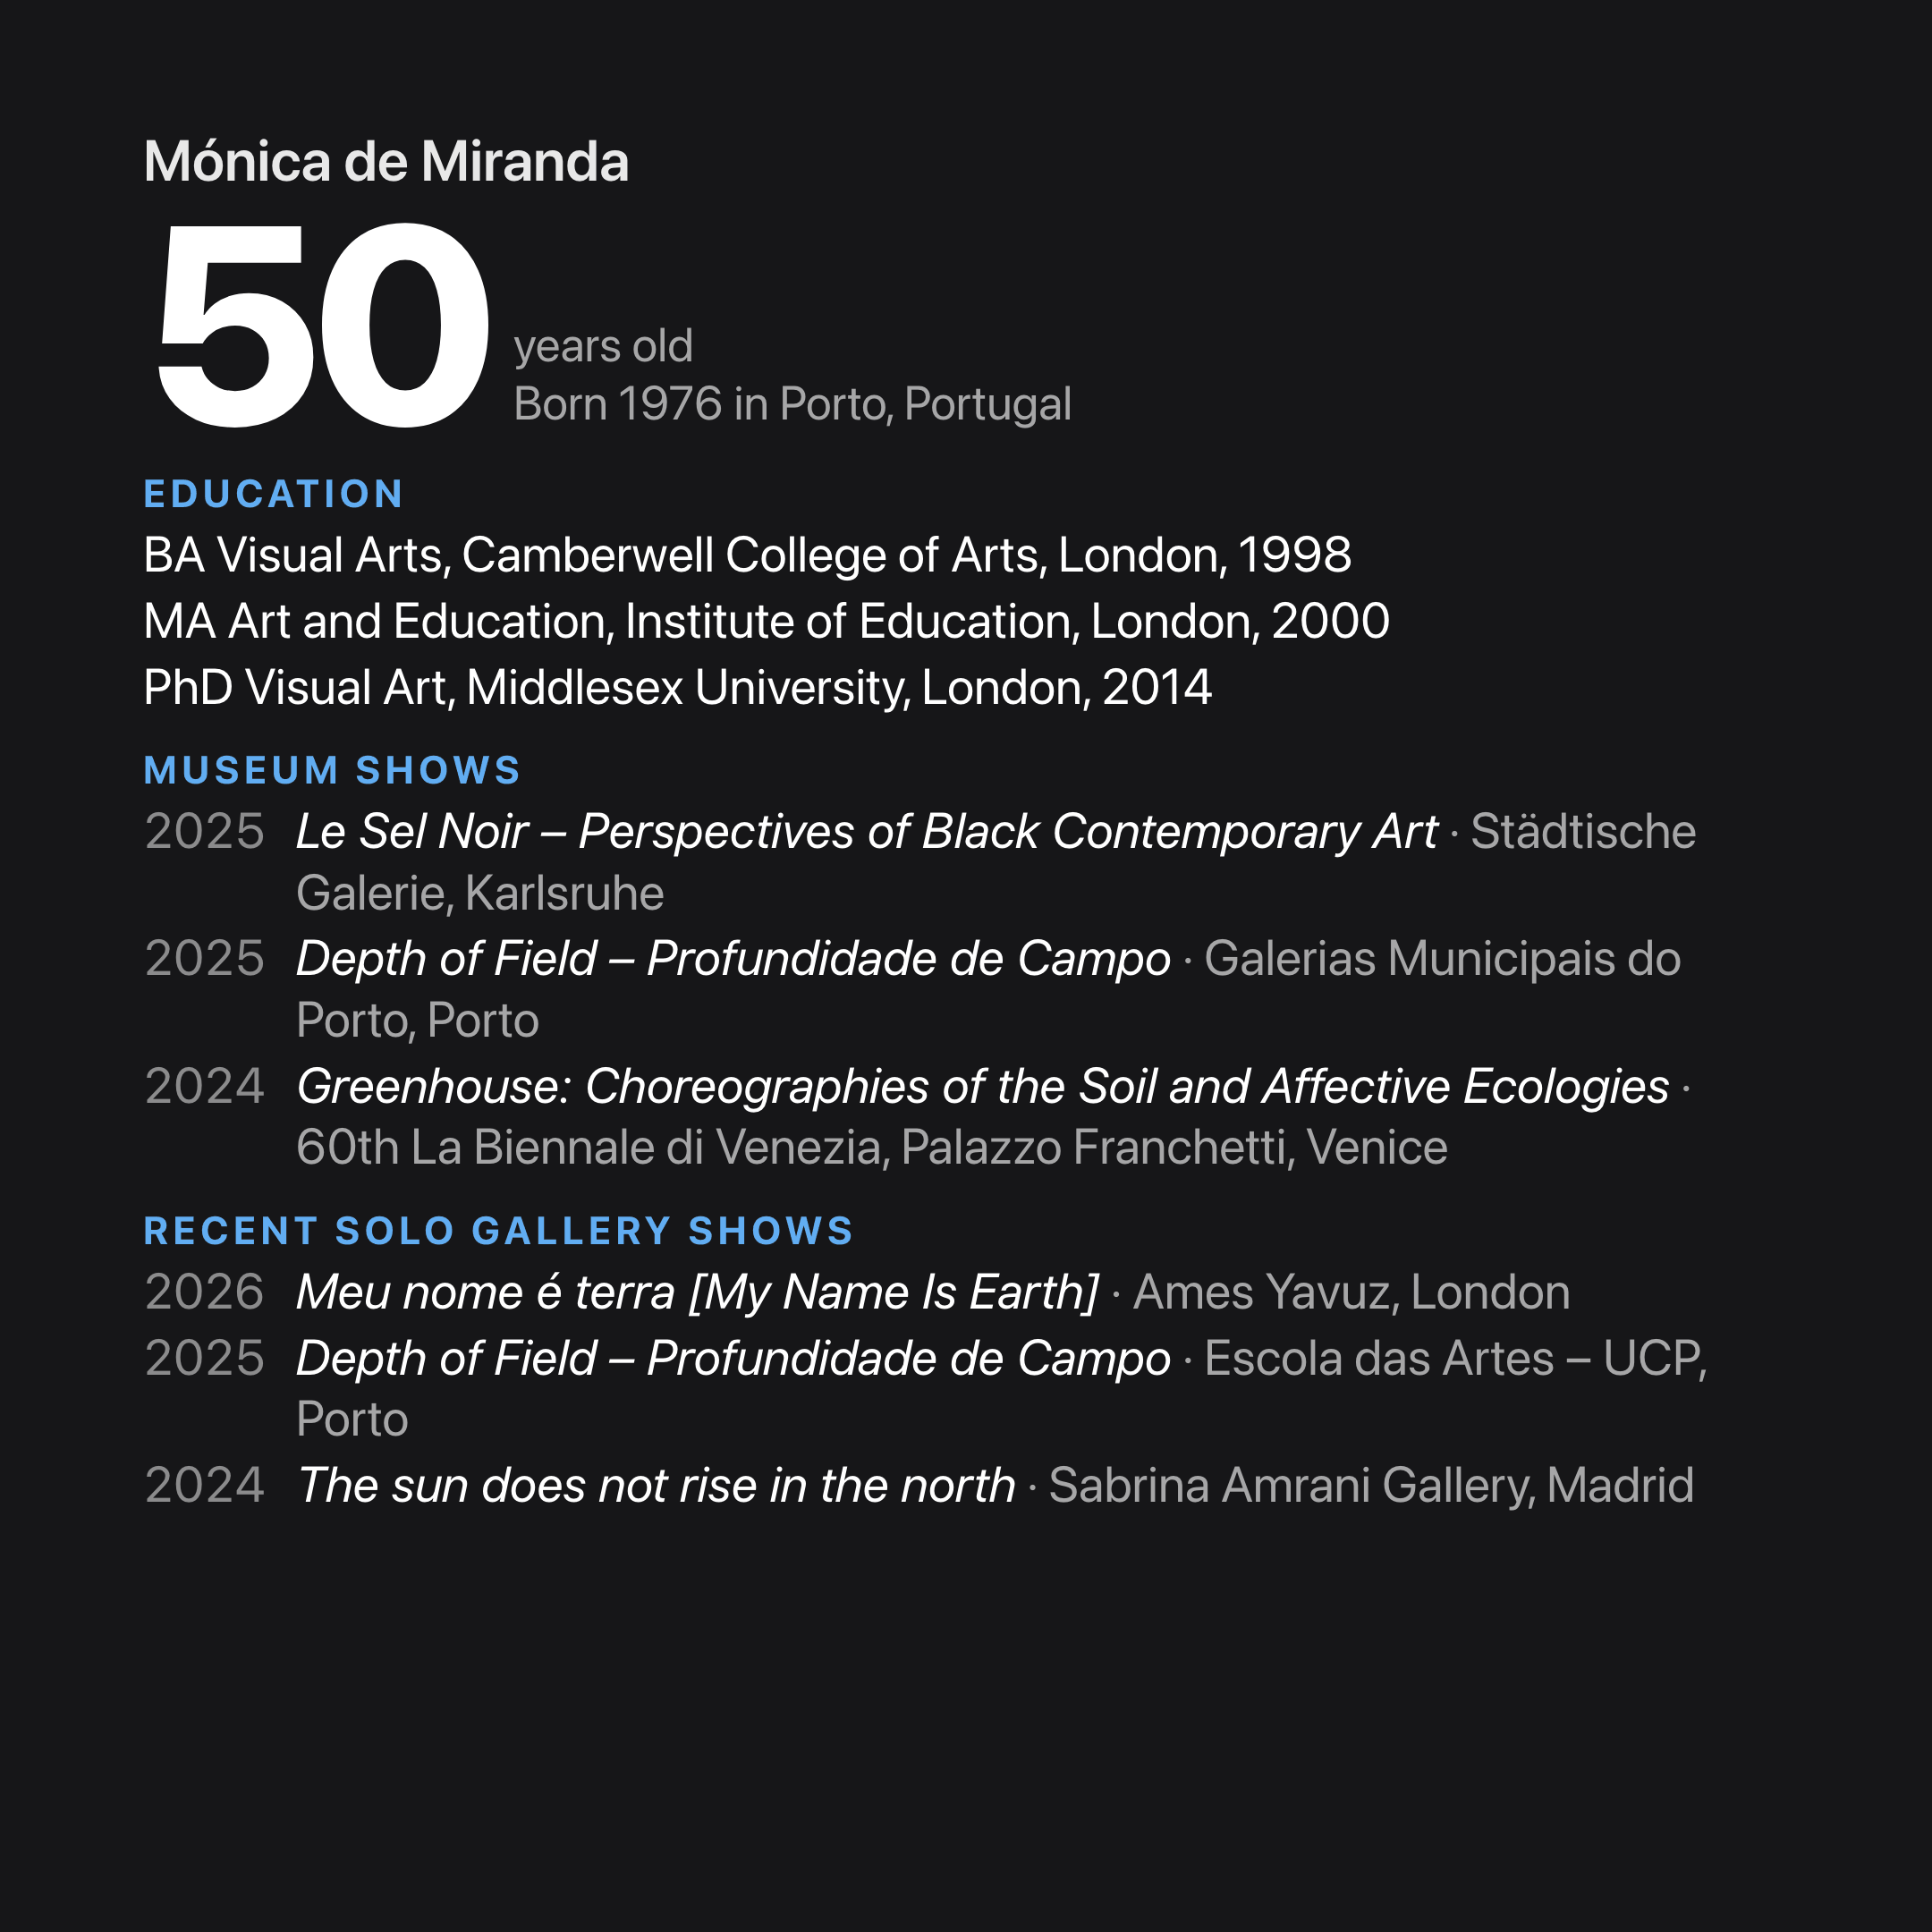 Mónica de Miranda
50
years old
Born 1976 in Porto, Portugal
EDUCATION
BA Visual Arts, Camberwell College of Arts, London, 1998
MA Art and Education, Institute of Education, London, 2000
PhD Visual Art, Middlesex University, London, 2014
MUSEUM SHOWS
2025 Le Sel Noir – Perspectives of Black Contemporary Art · Städtische
Galerie, Karlsruhe
2025 Depth of Field – Profundidade de Campo · Galerias Municipais do
Porto, Porto
2024 Greenhouse: Choreographies of the Soil and Affective Ecologies ·
60th La Biennale di Venezia, Palazzo Franchetti, Venice
RECENT SOLO GALLERY SHOWS
2026 Meu nome é terra [My Name Is Earth] · Ames Yavuz, London
2025 Depth of Field – Profundidade de Campo · Escola das Artes – UCP,
Porto
2024 The sun does not rise in the north · Sabrina Amrani Gallery, Madrid